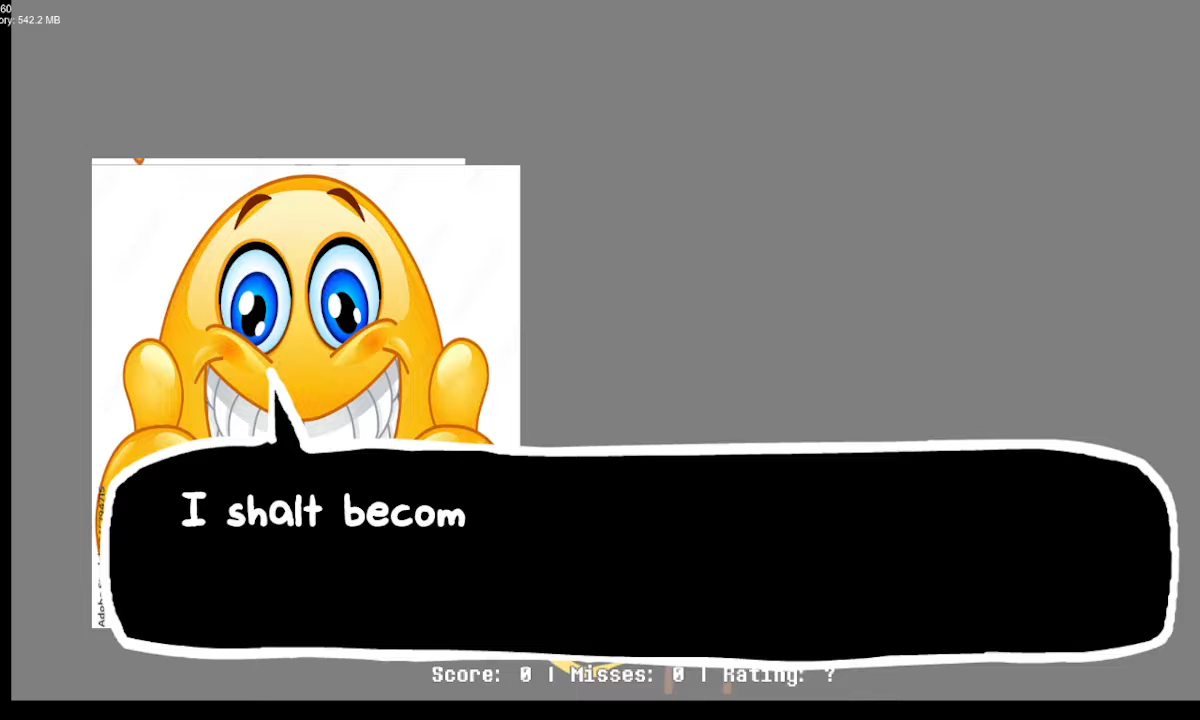 60
ory: 542.2 MB
I shalt becom
Score: 0 | Misses: 0 | Rating: ?